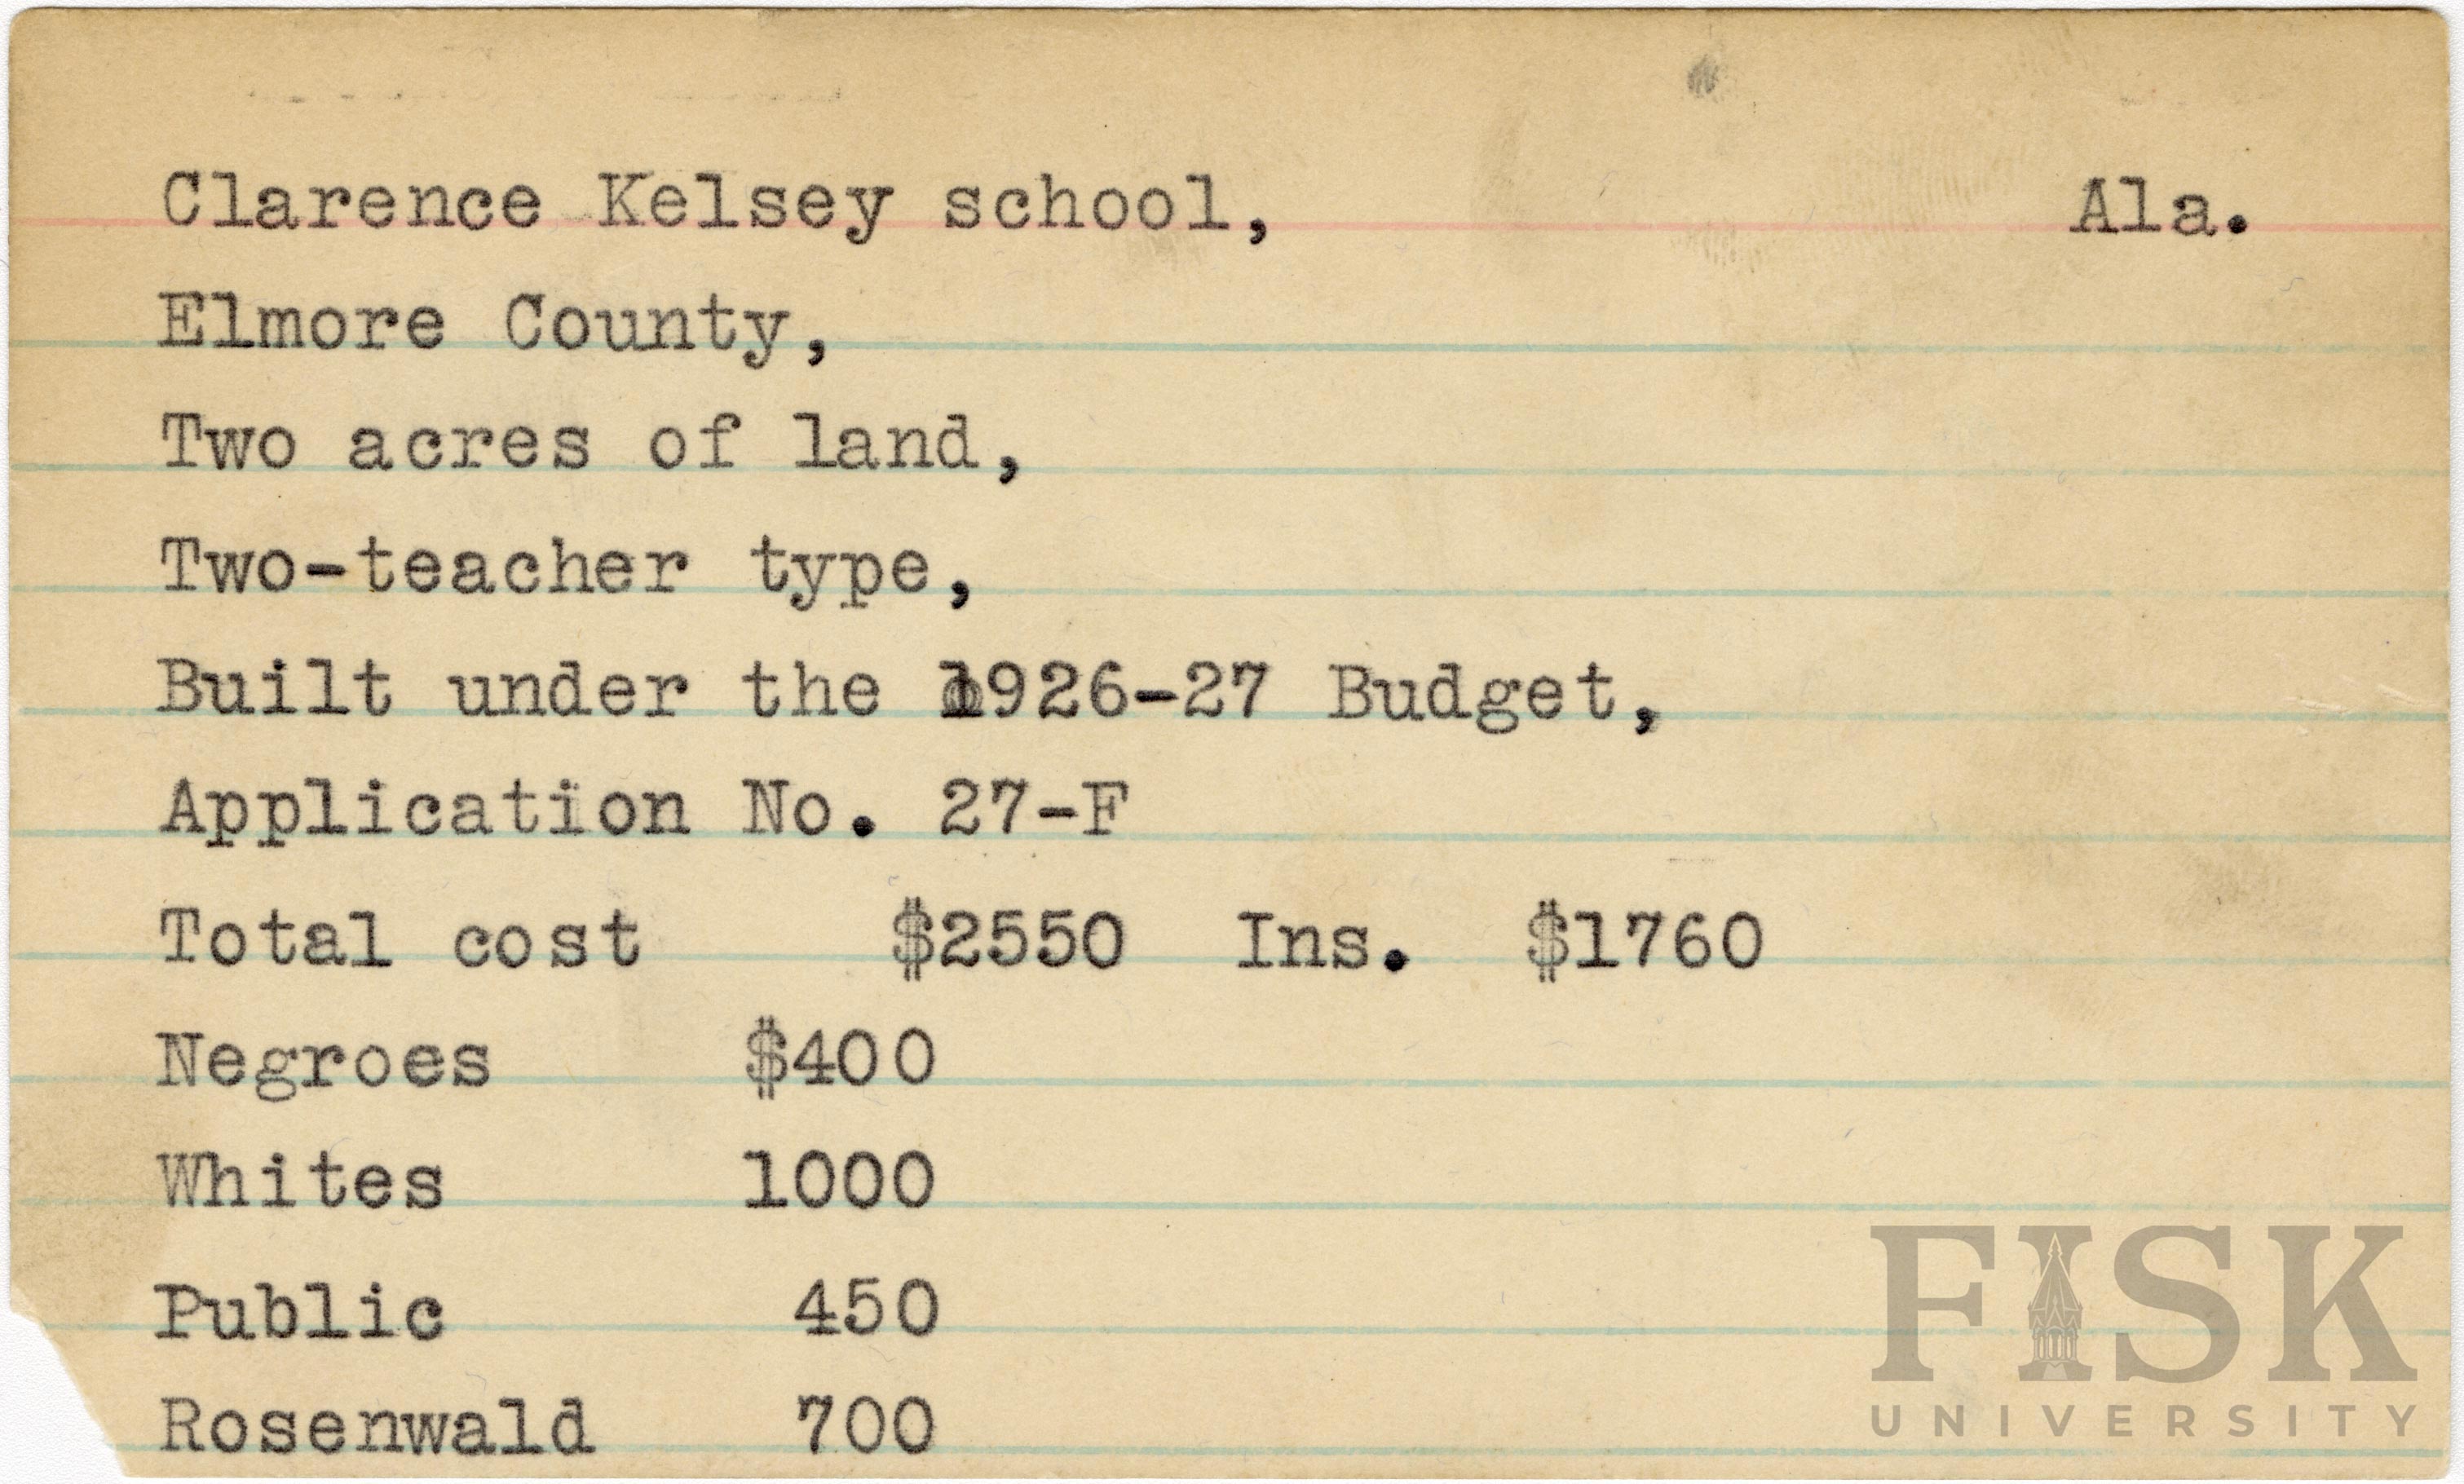 Clarence Kelsey school, Ala.
Elmore County,
Two acres of land,
Two-teacher type,
Built under the 1926-27 Budget,
Application No. 27-F
Total cost $2550 Ins. $1760
Negroes $400
Whites 1000
Public 450
Rosenwald 700
FISK
UNIVERSITY